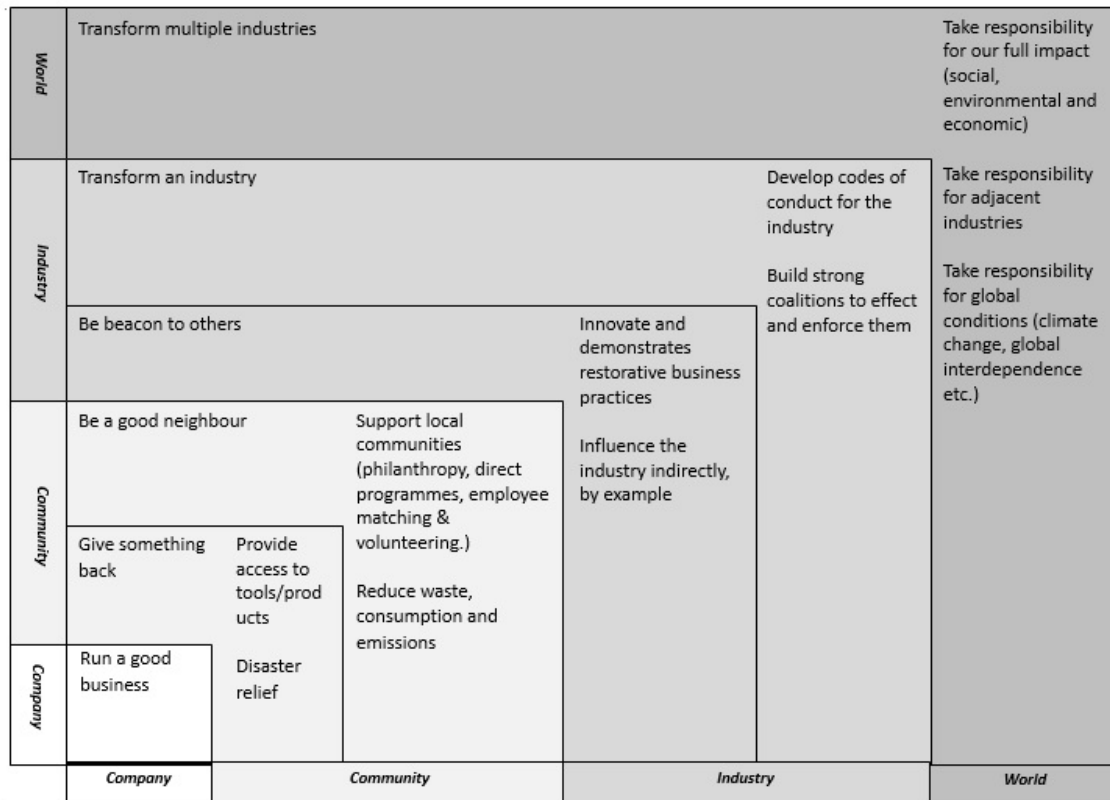 World
Transform multiple industries
Take responsibility
for our full impact
(social,
environmental and
economic)
Industry
Transform an industry
Develop codes of
conduct for the
industry
Build strong
coalitions to effect
and enforce them
Take responsibility
for adjacent
industries
Take responsibility
for global
conditions (climate
change, global
interdependence
etc.)
Be beacon to others
Innovate and
demonstrates
restorative business
practices
Influence the
industry indirectly,
by example
Community
Be a good neighbour
Support local
communities
(philanthropy, direct
programmes, employee
matching &
volunteering.)
Reduce waste,
consumption and
emissions
Give something
back
Provide
access to
tools/prod
ucts
Disaster
relief
Company
Run a good
business
Company
Community
Industry
World